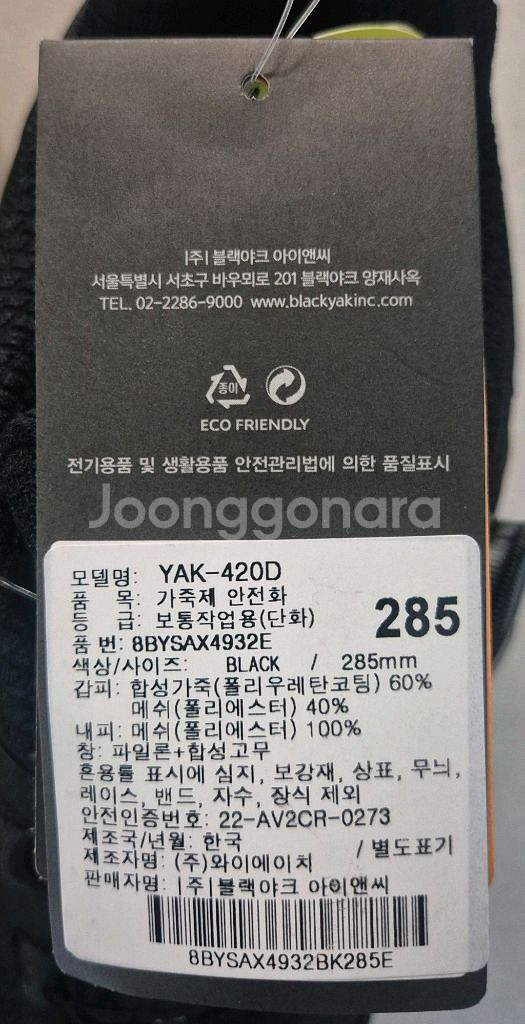 |주| 블랙야크 아이앤씨
서울특별시 서초구 바우뫼로 201 블랙야크 양재사옥
TEL. 02-2286-9000 www.blackyakinc.com
종이
ECO FRIENDLY
전기용품 및 생활용품 안전관리법에 의한 품질표시
Joonggonara
모델명: YAK-420D
품 목: 가죽제 안전화
등 급: 보통작업용(단화)
285
품 번: 8BYSAX4932E
색상/사이즈: BLACK / 285mm
갑피: 합성가죽(폴리우레탄코팅) 60%
메쉬(폴리에스터) 40%
내피: 메쉬(폴리에스터) 100%
창: 파일론+합성고무
혼용률 표시에 심지, 보강재, 상표, 무늬,
레이스, 밴드, 자수, 장식 제외
안전인증번호: 22-AV2CR-0273
제조국/년월: 한국 / 별도표기
제조자명: (주)와이에이치
판매자명: |주|블랙야크 아이앤씨
8BYSAX4932BK285E